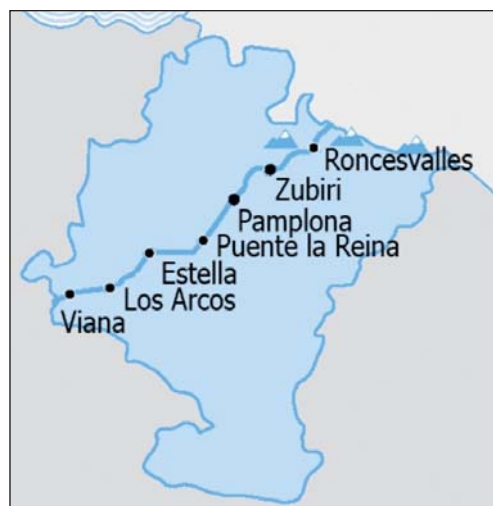 Roncesvalles
Zubiri
Pamplona
Puente la Reina
Estella
Los Arcos
Viana